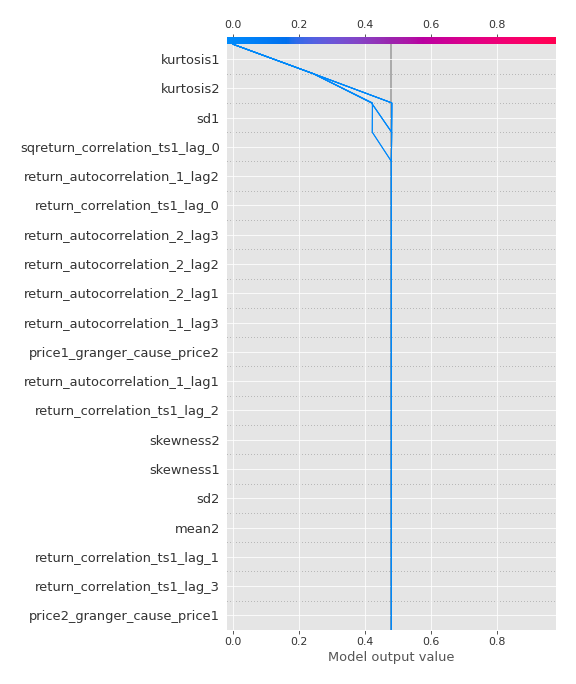 0.0 0.2 0.4 0.6 0.8
kurtosis1
kurtosis2
sd1
sqreturn_correlation_ts1_lag_0
return_autocorrelation_1_lag2
return_correlation_ts1_lag_0
return_autocorrelation_2_lag3
return_autocorrelation_2_lag2
return_autocorrelation_2_lag1
return_autocorrelation_1_lag3
price1_granger_cause_price2
return_autocorrelation_1_lag1
return_correlation_ts1_lag_2
skewness2
skewness1
sd2
mean2
return_correlation_ts1_lag_1
return_correlation_ts1_lag_3
price2_granger_cause_price1
0.0 0.2 0.4 0.6 0.8
Model output value